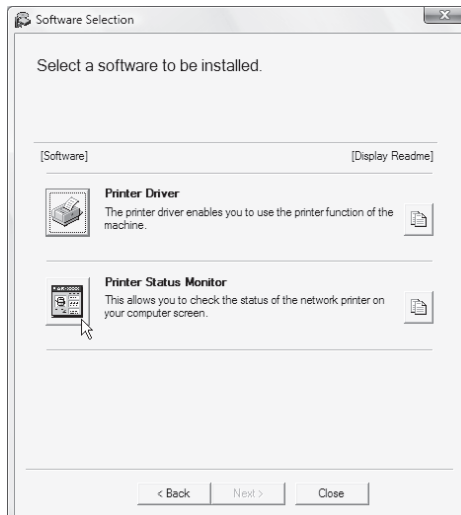 Software Selection
Select a software to be installed.
[Software] [Display Readme]
Printer Driver
The printer driver enables you to use the printer function of the
machine.
Printer Status Monitor
This allows you to check the status of the network printer on
your computer screen.
< Back Next > Close